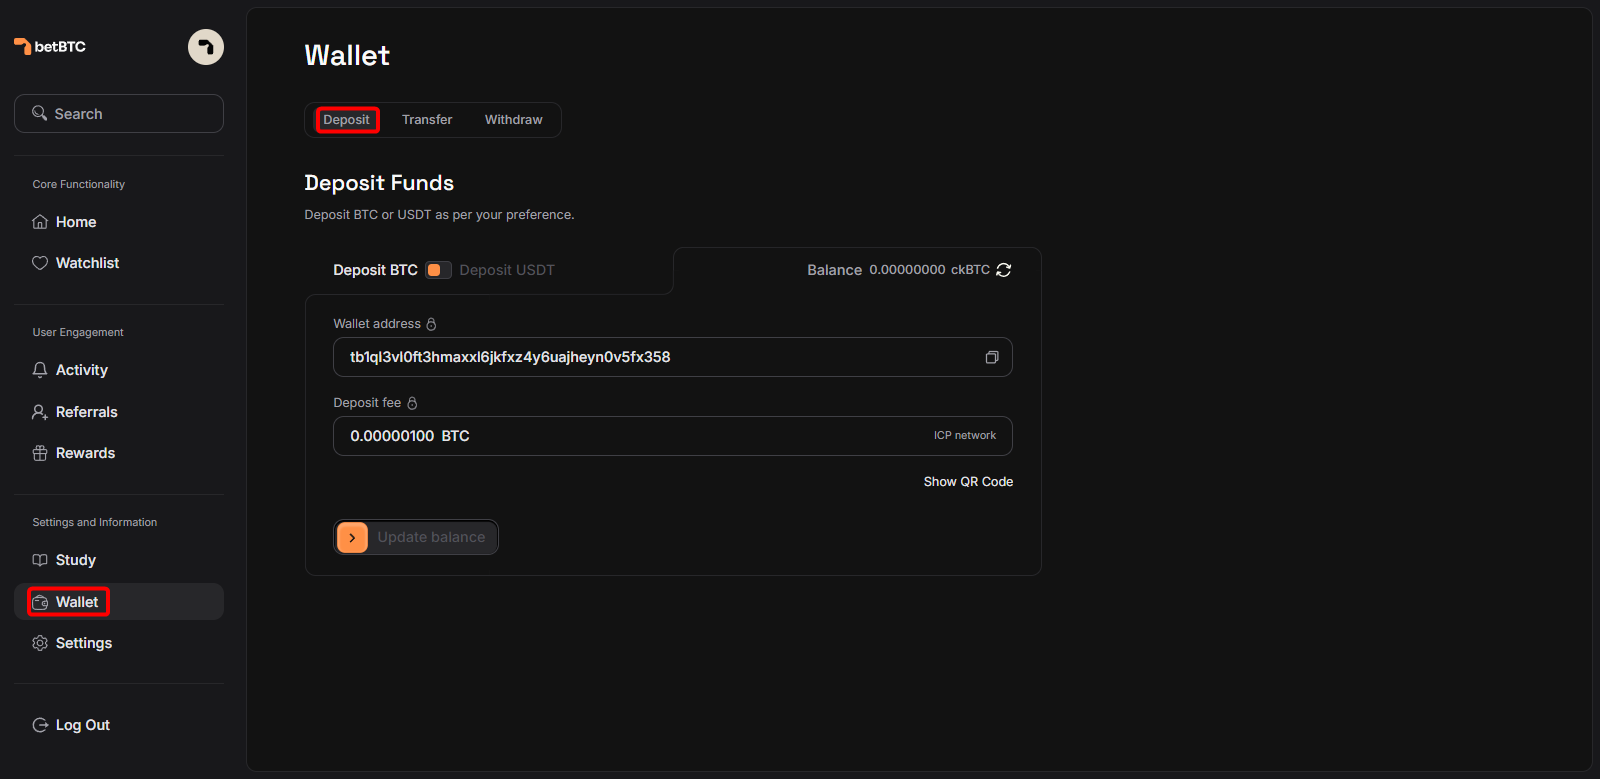 betBTC
Search
Core Functionality
Home
Watchlist
User Engagement
Activity
Referrals
Rewards
Settings and Information
Study
Wallet
Settings
Log Out
Wallet
Deposit Transfer Withdraw
Deposit Funds
Deposit BTC or USDT as per your preference.
Deposit BTC Deposit USDT Balance 0.00000000 ckBTC
Wallet address
tb1ql3vl0ft3hmaxxl6jkfxz4y6uajheyn0v5fx358
Deposit fee
0.00000100 BTC ICP network
Show QR Code
Update balance